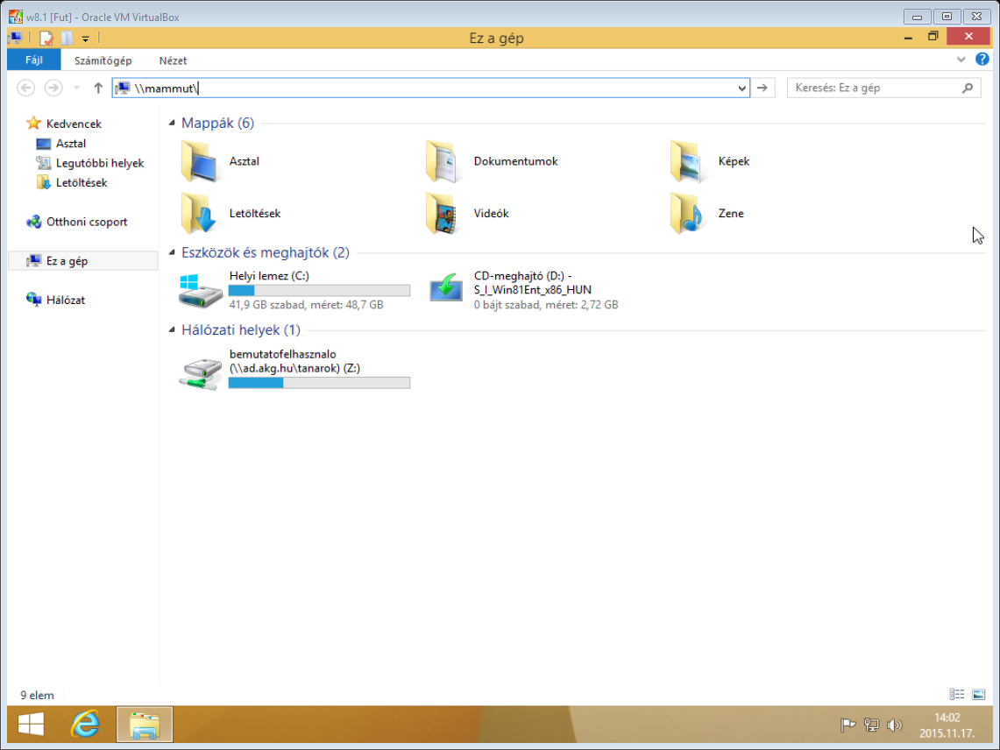 w8.1 [Fut] - Oracle VM VirtualBox
Ez a gép
Fájl Számítógép Nézet
\\mammut\
Keresés: Ez a gép
Kedvencek
Asztal
Legutóbbi helyek
Letöltések
Otthoni csoport
Ez a gép
Hálózat
Mappák (6)
Asztal
Dokumentumok
Képek
Letöltések
Videók
Zene
Eszközök és meghajtók (2)
Helyi lemez (C:)
41,9 GB szabad, méret: 48,7 GB
CD-meghajtó (D:) -
S_I_Win81Ent_x86_HUN
0 bájt szabad, méret: 2,72 GB
Hálózati helyek (1)
bemutatofelhasznalo
(\\ad.akg.hu\tanarok) (Z:)
9 elem
14:02
2015.11.17.